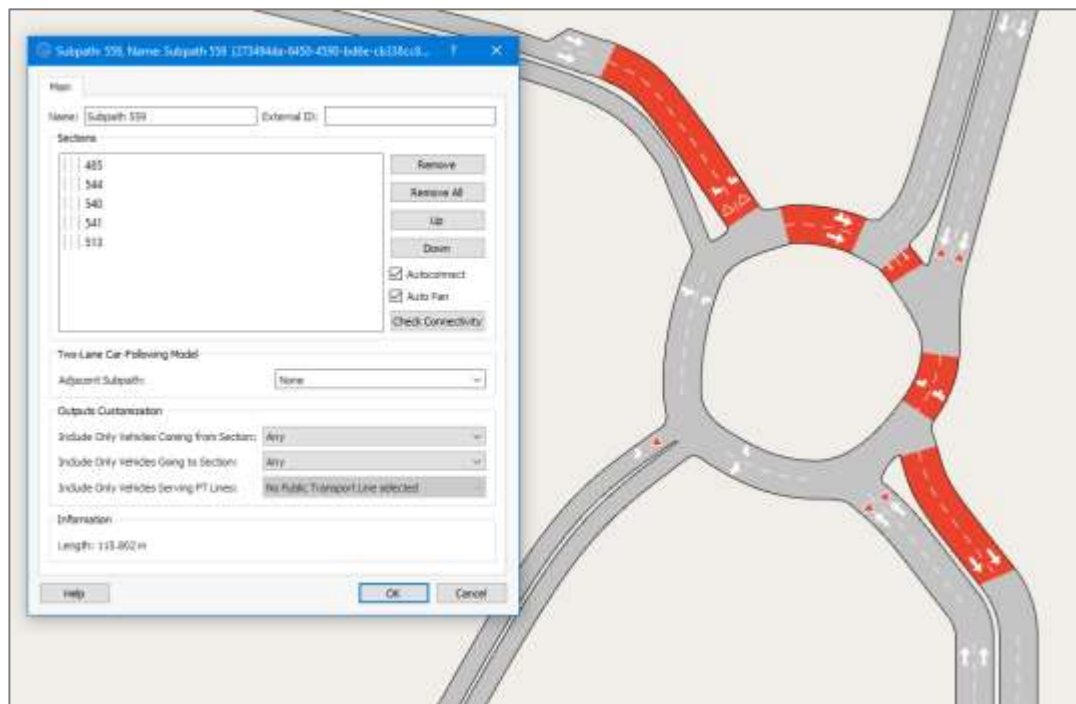 Subpath: 559, Name: Subpath 559
Main
Name: Subpath 559 External ID:
Sections
485
544
540
541
513
Remove
Remove All
Up
Down
Autoconnect
Auto Fan
Check Connectivity
Two-Lane Car-Following Model
Adjacent Subpath: None
Outputs Customization
Include Only Vehicles Coming from Section: Any
Include Only Vehicles Going to Section: Any
Include Only Vehicles Serving PT Lines: No Public Transport Line selected
Information
Length:
Help OK Cancel